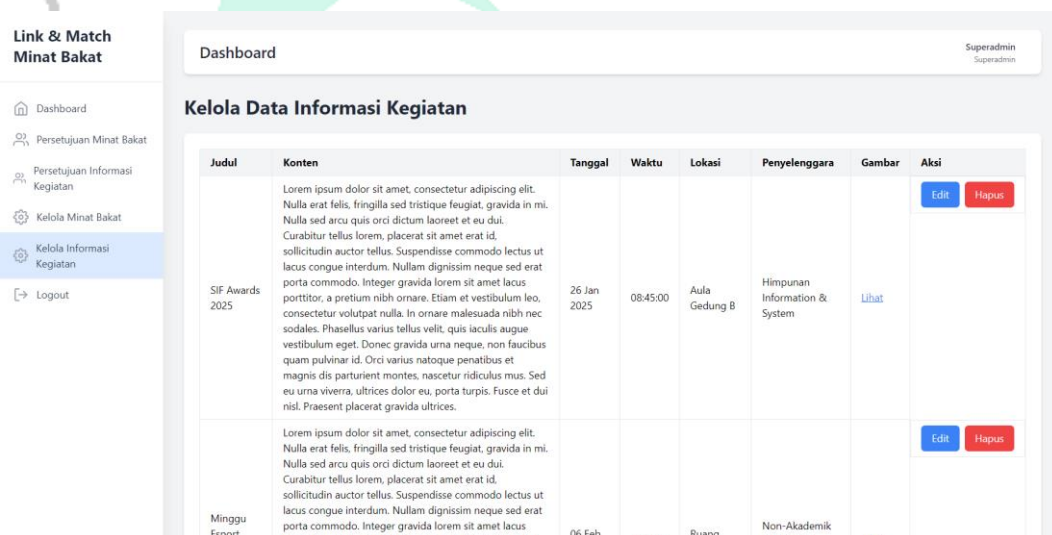 Link & Match
Minat Bakat
Dashboard
Persetujuan Minat Bakat
Persetujuan Informasi
Kegiatan
Kelola Minat Bakat
Kelola Informasi
Kegiatan
Logout
Dashboard
Superadmin
Superadmin
Kelola Data Informasi Kegiatan
Judul Konten Tanggal Waktu Lokasi Penyelenggara Gambar Aksi
SIF Awards
2025
Lorem ipsum dolor sit amet, consectetur adipiscing elit.
Nulla erat felis, fringilla sed tristique feugiat, gravida in mi.
Nulla sed arcu quis orci dictum laoreet et eu dui.
Curabitur tellus lorem, placerat sit amet erat id,
sollicitudin auctor tellus. Suspendisse commodo lectus ut
lacus congue interdum. Nullam dignissim neque sed erat
porta commodo. Integer gravida lorem sit amet lacus
porttitor, a pretium nibh ornare. Etiam et vestibulum leo,
consectetur volutpat nulla. In ornare malesuada nibh nec
sodales. Phasellus varius tellus velit, quis iaculis augue
vestibulum eget. Donec gravida urna neque, non faucibus
quam pulvinar id. Orci varius natoque penatibus et
magnis dis parturient montes, nascetur ridiculus mus. Sed
eu urna viverra, ultrices dolor eu, porta turpis. Fusce et dui
nisl. Praesent placerat gravida ultrices.
26 Jan
2025
08:45:00
Aula
Gedung B
Himpunan
Information &
System
Lihat
Edit Hapus
Minggu
Esport
Lorem ipsum dolor sit amet, consectetur adipiscing elit.
Nulla erat felis, fringilla sed tristique feugiat, gravida in mi.
Nulla sed arcu quis orci dictum laoreet et eu dui.
Curabitur tellus lorem, placerat sit amet erat id,
sollicitudin auctor tellus. Suspendisse commodo lectus ut
lacus congue interdum. Nullam dignissim neque sed erat
porta commodo. Integer gravida lorem sit amet lacus
06 Feb
Ruang
Non-Akademik
Edit Hapus